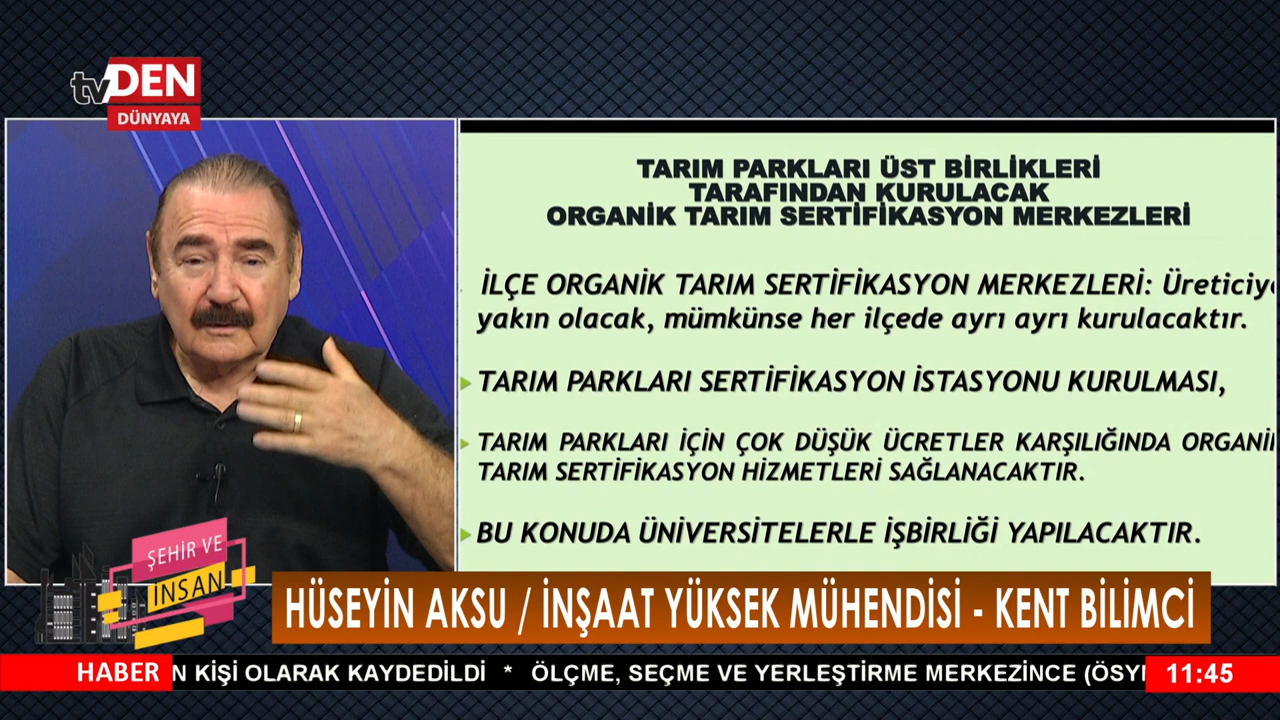 tvDEN
DÜNYAYA
TARIM PARKLARI ÜST BİRLİKLERİ
TARAFINDAN KURULACAK
ORGANİK TARIM SERTİFİKASYON MERKEZLERİ
İLÇE ORGANİK TARIM SERTİFİKASYON MERKEZLERİ: Üreticiye
yakın olacak, mümkünse her ilçede ayrı ayrı kurulacaktır.
TARIM PARKLARI SERTİFİKASYON İSTASYONU KURULMASI,
TARIM PARKLARI İÇİN ÇOK DÜŞÜK ÜCRETLER KARŞILIĞINDA
TARIM SERTİFİKASYON HİZMETLERİ SAĞLANACAKTIR.
BU KONUDA ÜNİVERSİTELERLE İŞBİRLİĞİ YAPILACAKTIR.
ŞEHİR VE
İNSAN
HÜSEYİN AKSU / İNŞAAT YÜKSEK MÜHENDİSİ - KENT BİLİMCİ
HABER KİŞİ OLARAK KAYDEDİLDİ * ÖLÇME, SEÇME VE YERLEŞTİRME MERKEZİNCE 11:45